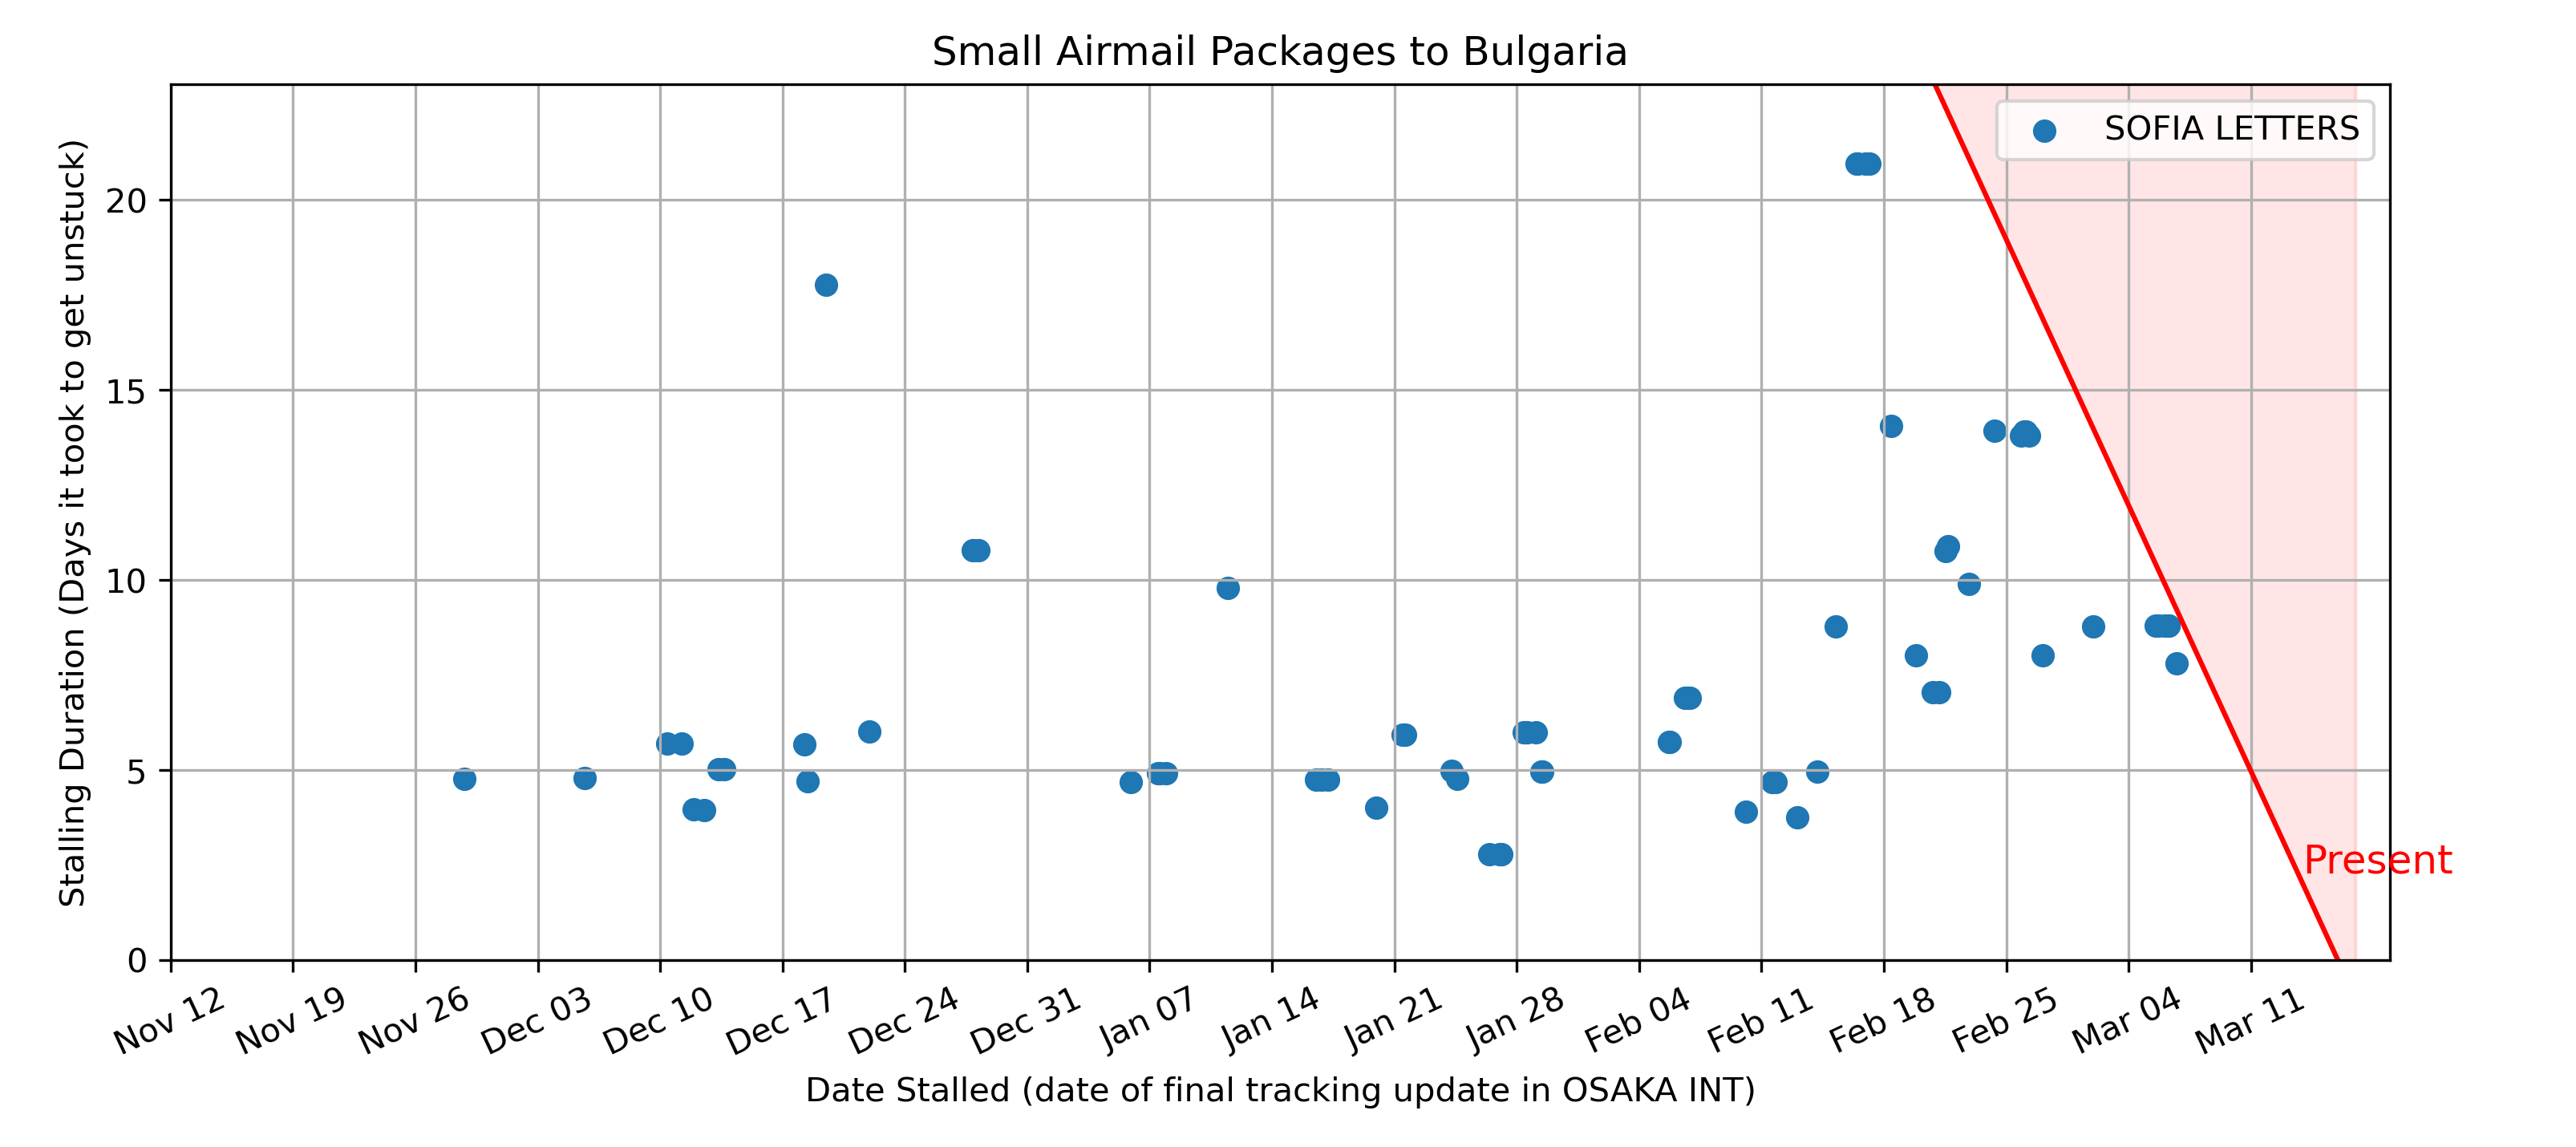 Small Airmail Packages to Bulgaria
SOFIA LETTERS
Stalling Duration (Days it took to get unstuck)
20
15
10
5
0
Present
Nov 12
Nov 19
Nov 26
Dec 03
Dec 10
Dec 17
Dec 24
Dec 31
Jan 07
Jan 14
Jan 21
Jan 28
Feb 04
Feb 11
Feb 18
Feb 25
Mar 04
Mar 11
Date Stalled (date of final tracking update in OSAKA INT)